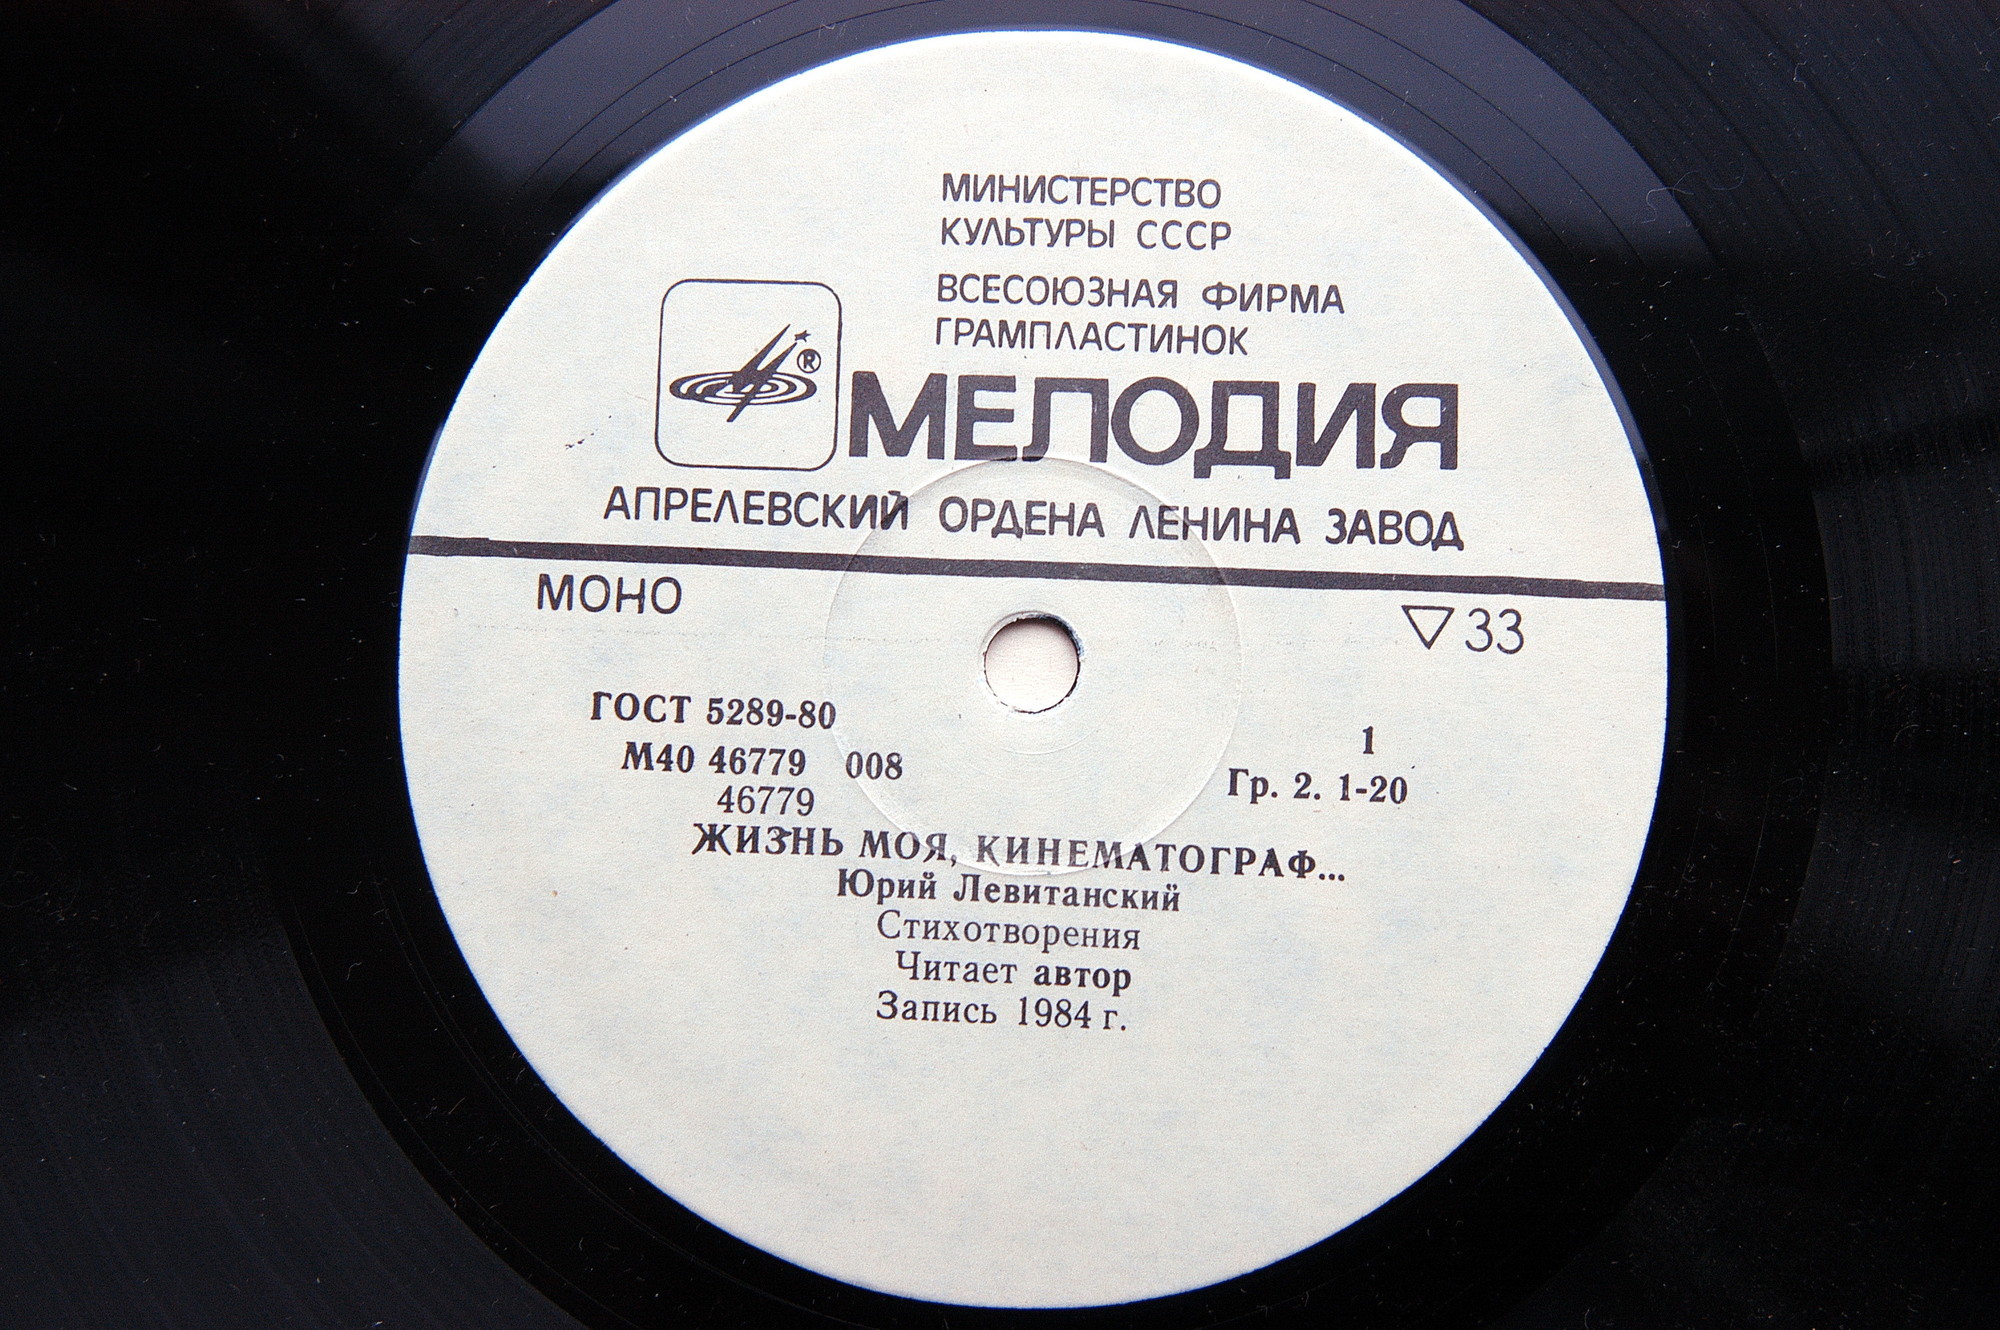 МИНИСТЕРСТВО
КУЛЬТУРЫ СССР
ВСЕСОЮЗНАЯ ФИРМА
ГРАМПЛАСТИНОК
®
МЕЛОДИЯ
АПРЕЛЕВСКИЙ ОРДЕНА ЛЕНИНА ЗАВОД
МОНО ▽33
ГОСТ 5289-80
М40 46779 008
46779
1
Гр. 2. 1-20
ЖИЗНЬ МОЯ, КИНЕМАТОГРАФ...
Юрий Левитанский
Стихотворения
Читает автор
Запись 1984 г.